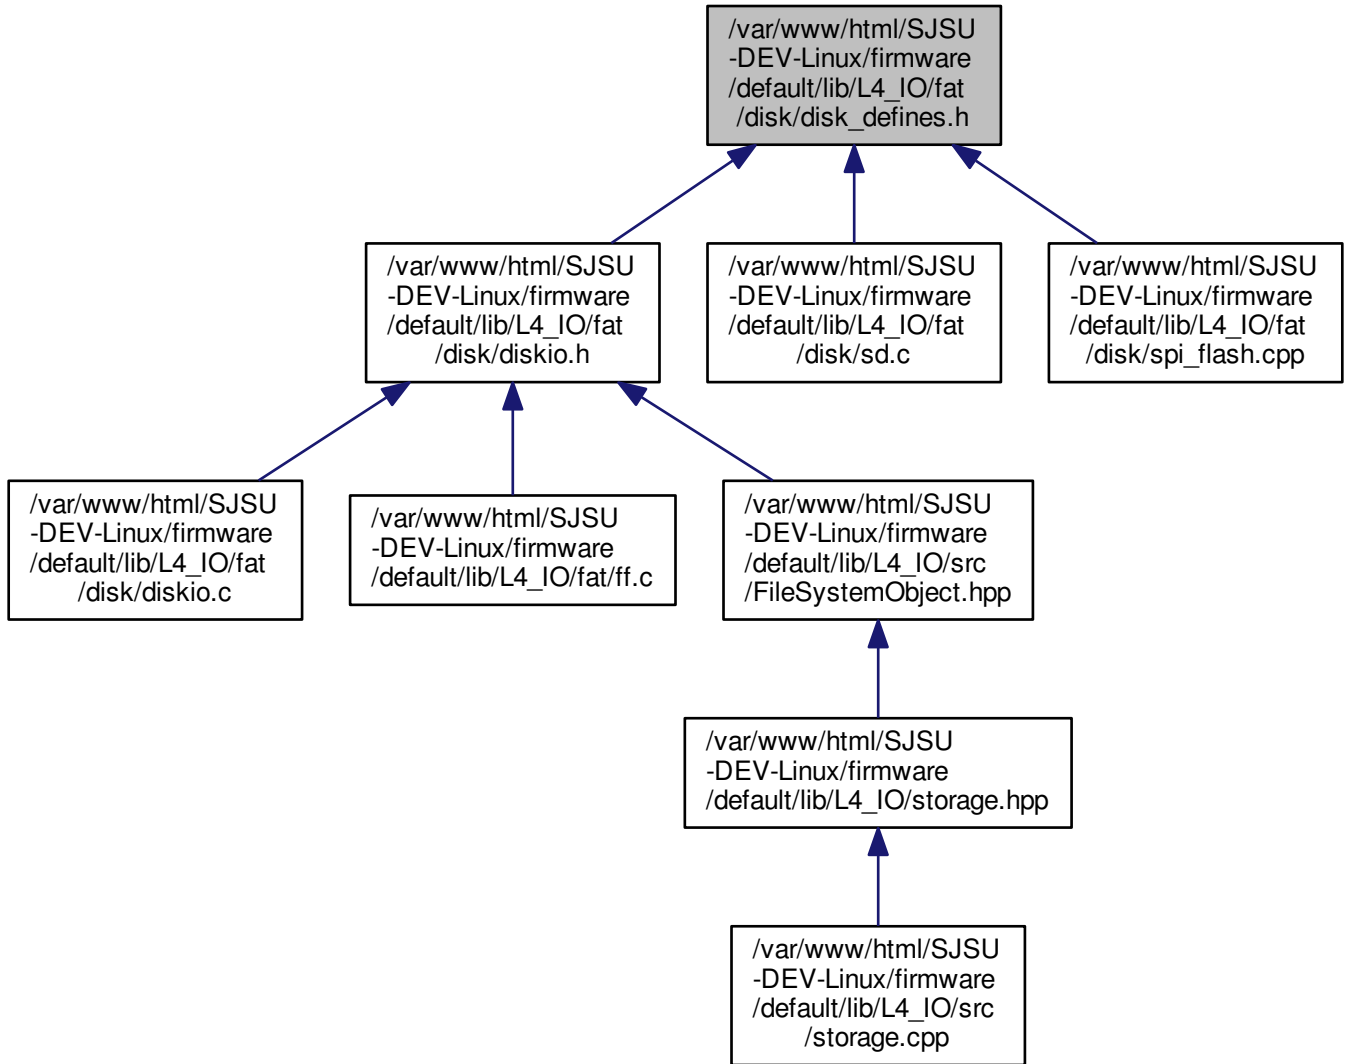 /var/www/html/SJSU
-DEV-Linux/firmware
/default/lib/L4_IO/fat
/disk/disk_defines.h
/var/www/html/SJSU
-DEV-Linux/firmware
/default/lib/L4_IO/fat
/disk/diskio.h
/var/www/html/SJSU
-DEV-Linux/firmware
/default/lib/L4_IO/fat
/disk/sd.c
/var/www/html/SJSU
-DEV-Linux/firmware
/default/lib/L4_IO/fat
/disk/spi_flash.cpp
/var/www/html/SJSU
-DEV-Linux/firmware
/default/lib/L4_IO/fat
/disk/diskio.c
/var/www/html/SJSU
-DEV-Linux/firmware
/default/lib/L4_IO/fat/ff.c
/var/www/html/SJSU
-DEV-Linux/firmware
/default/lib/L4_IO/src
/FileSystemObject.hpp
/var/www/html/SJSU
-DEV-Linux/firmware
/default/lib/L4_IO/storage.hpp
/var/www/html/SJSU
-DEV-Linux/firmware
/default/lib/L4_IO/src
/storage.cpp